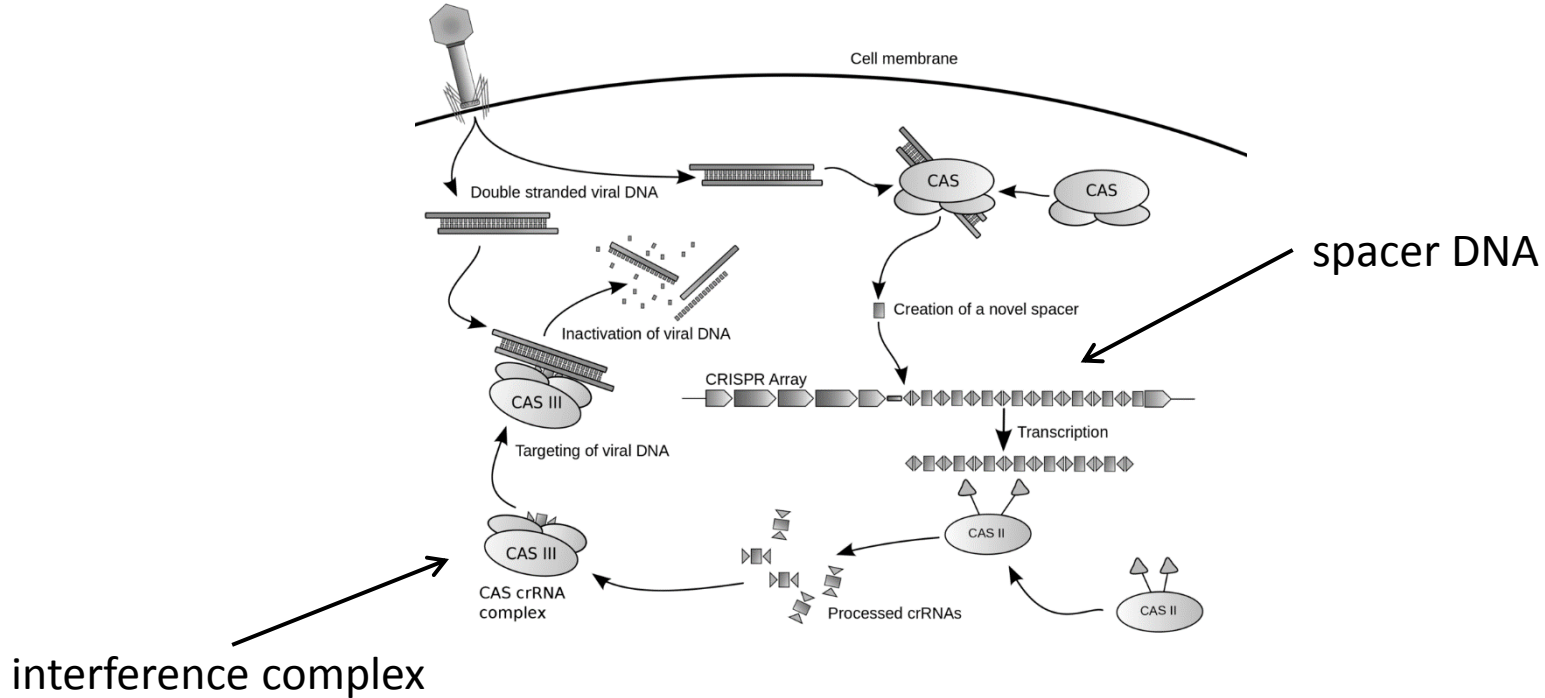 Cell membrane
Double stranded viral DNA
CAS
CAS
spacer DNA
Creation of a novel spacer
Inactivation of viral DNA
CRISPR Array
CAS III
Transcription
Targeting of viral DNA
CAS II
CAS III
CAS crRNA
complex
Processed crRNAs
CAS II
interference complex